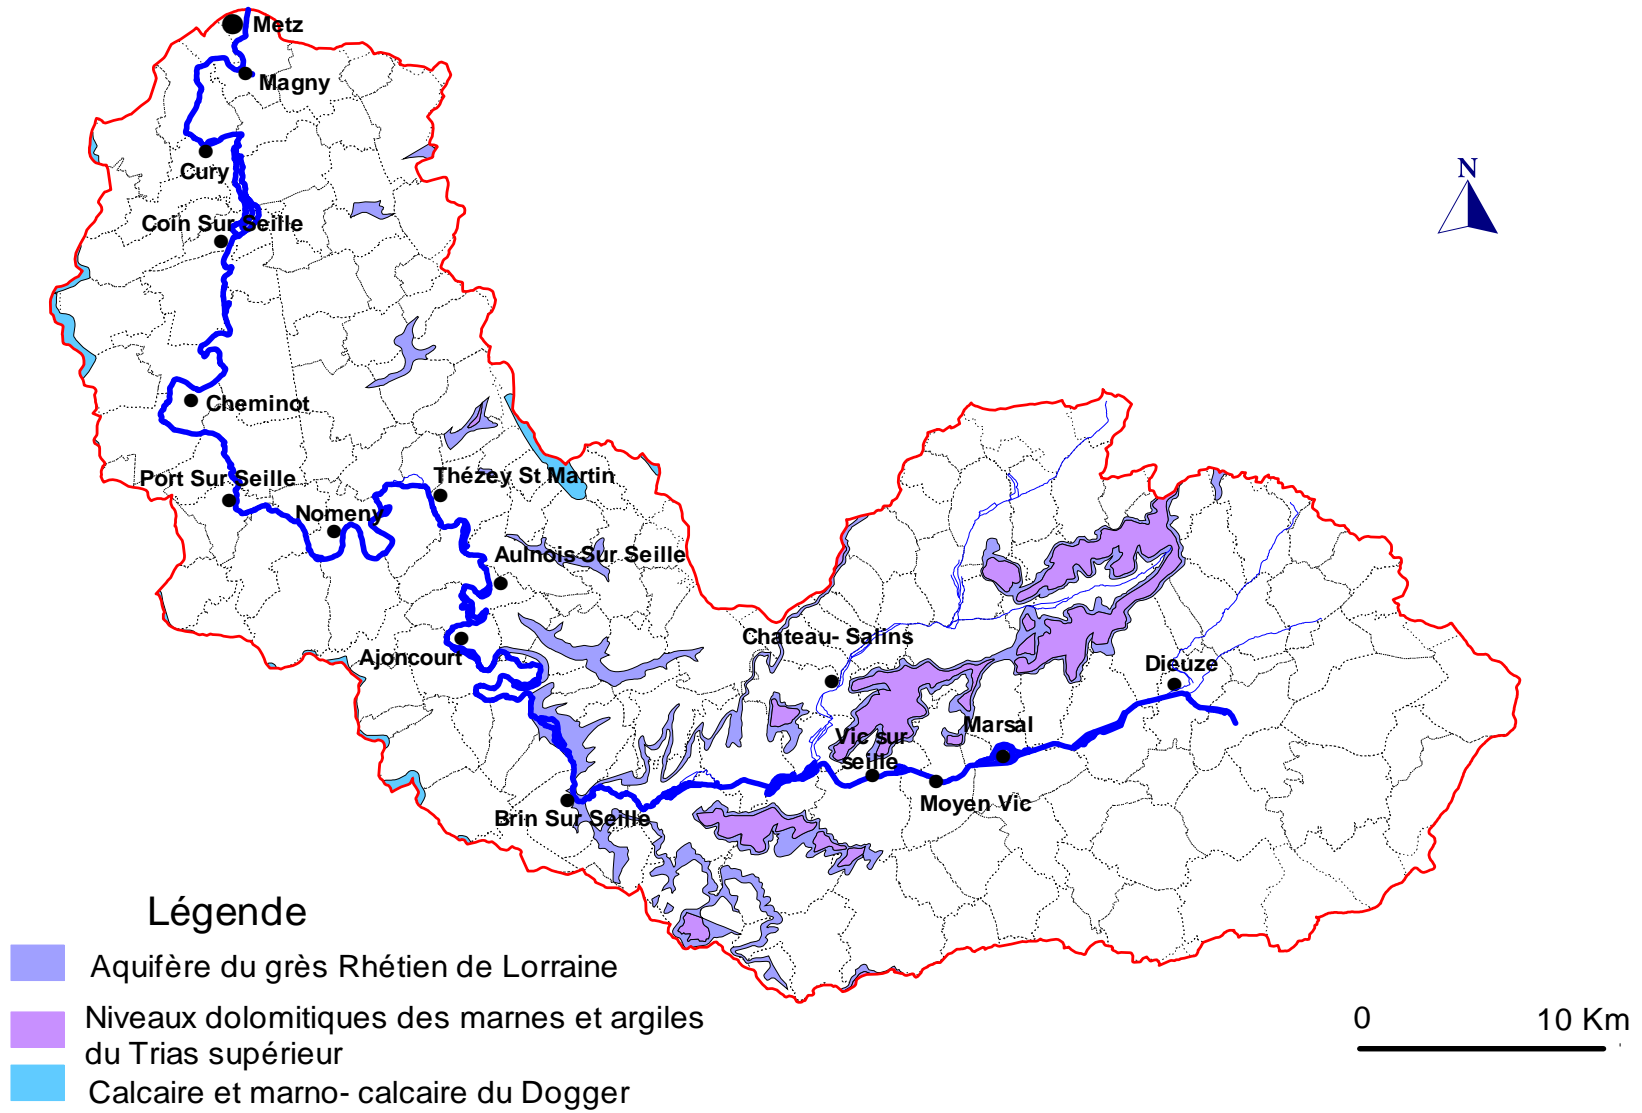 Metz
Magny
Cury
N
Coin Sur Seille
Cheminot
Port Sur Seille
Thézey St Martin
Nomeny
Aulnois Sur Seille
Ajoncourt
Chateau- Salins
Dieuze
Marsal
Vic sur
seille
Moyen Vic
Brin Sur Seille
Légende
Aquifère du grès Rhétien de Lorraine
Niveaux dolomitiques des marnes et argiles
du Trias supérieur
Calcaire et marno- calcaire du Dogger
0 10 Km